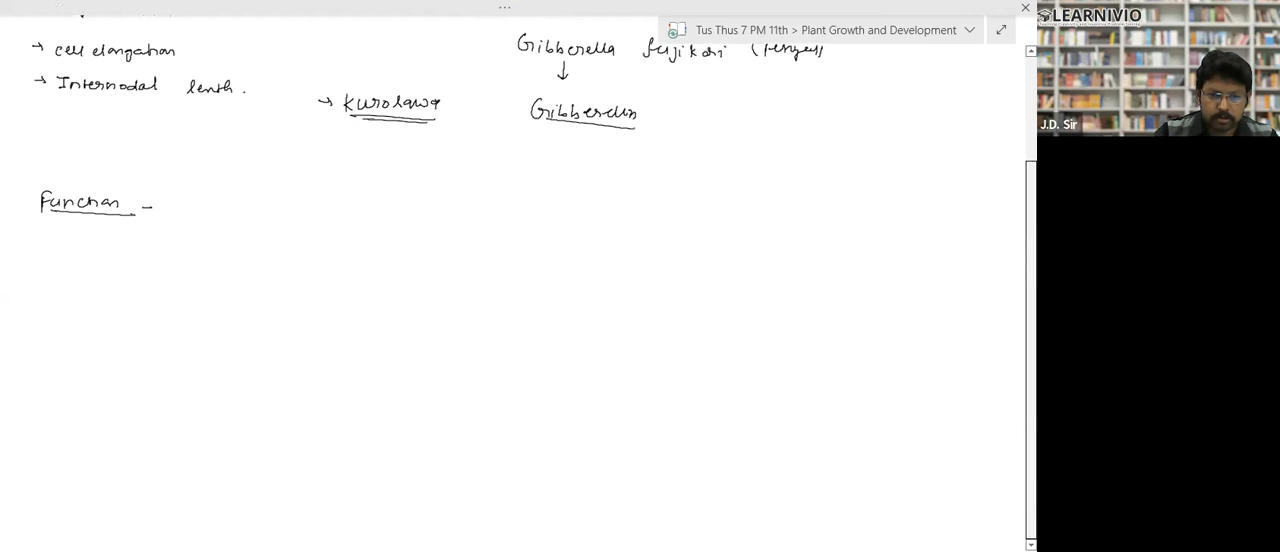 Tus Thus 7 PM 11th > Plant Growth and Development
LEARNIVIO
→ cell elongation
Gibberella fujikori (
→ Internodal lenth.
→ Kurosawa
Gibberellin
J.D. Sir
Function -